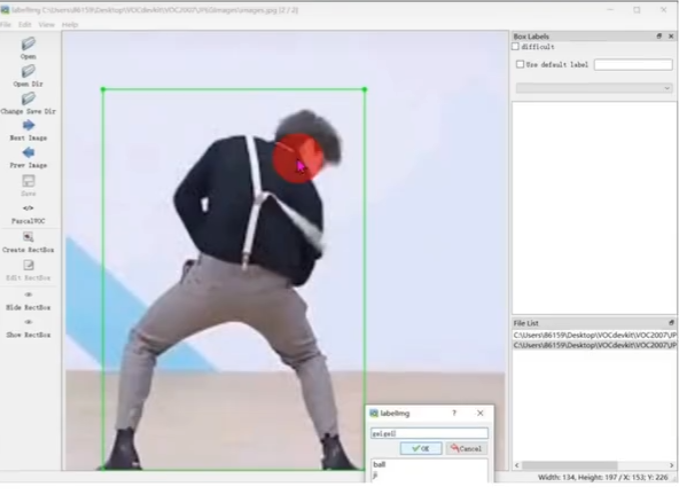 labelImg C:\Users\86159\Desktop\VOCdevkit\VOC2007\JPEGImages\images.jpg [2 / 2]
File Edit View Help
Open
Open Dir
Change Save Dir
Next Image
Prev Image
Save
</>
PascalVOC
Create RectBox
Edit RectBox
Hide RectBox
Show RectBox
Box Labels
difficult
Use default label
File List
C:\Users\86159\Desktop\VOCdevkit\VOC2007\JP
C:\Users\86159\Desktop\VOCdevkit\VOC2007\JP
labelImg
?
OK
Cancel
ball
Width: 134, Height: 197 / X: 153; Y: 226